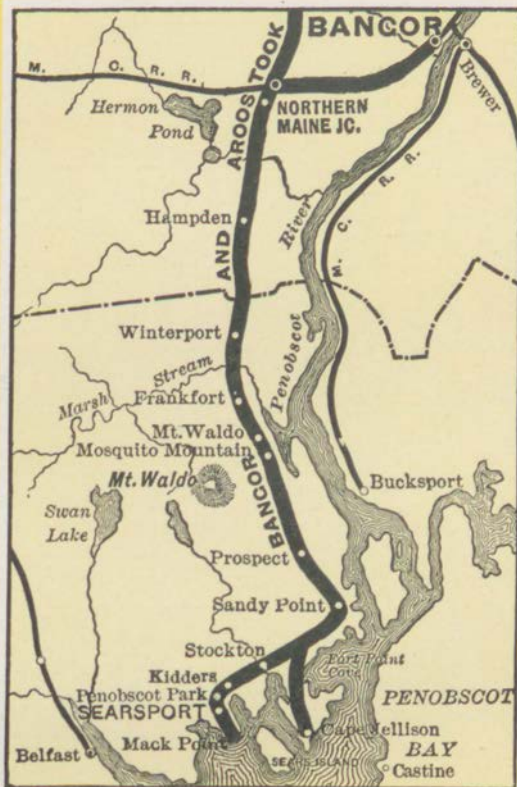 BANGOR
M. C. R. R.
Brewer
Hermon
Pond
NORTHERN
MAINE JC.
BANGOR AND AROOSTOOK
Hampden
River
M. C. R. R.
Winterport
Penobscot
Stream
Marsh
Frankfort
Mt. Waldo
Mosquito Mountain
Mt. Waldo
Bucksport
Swan
Lake
Prospect
Sandy Point
Stockton
Fort Point
Cove
Kidders
Penobscot Park
SEARSPORT
PENOBSCOT
BAY
Mack Point
Cape Jellison
Belfast
SEARS ISLAND
Castine